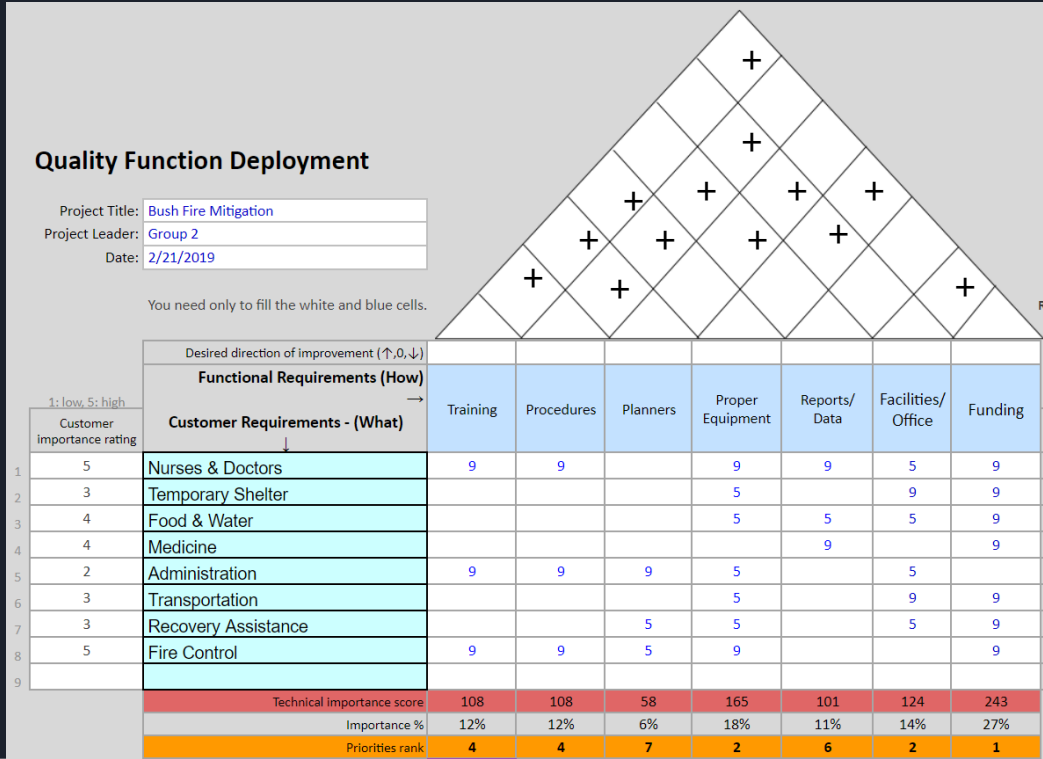 +
+
+ + + +
+ + + +
+ + +
Quality Function Deployment
Project Title: Bush Fire Mitigation
Project Leader: Group 2
Date: 2/21/2019
You need only to fill the white and blue cells.
Desired direction of improvement (↑,0,↓)
Functional Requirements (How)
→
1: low, 5: high
Customer importance rating
Customer Requirements - (What)
↓
Training Procedures Planners Proper Equipment Reports/ Data Facilities/ Office Funding
1 5 Nurses & Doctors 9 9 9 9 5 9
2 3 Temporary Shelter 5 9 9
3 4 Food & Water 5 5 5 9
4 4 Medicine 9 9
5 2 Administration 9 9 9 5 5
6 3 Transportation 5 9 9
7 3 Recovery Assistance 5 5 5 9
8 5 Fire Control 9 9 5 9 9
9
Technical importance score 108 108 58 165 101 124 243
Importance % 12% 12% 6% 18% 11% 14% 27%
Priorities rank 4 4 7 2 6 2 1